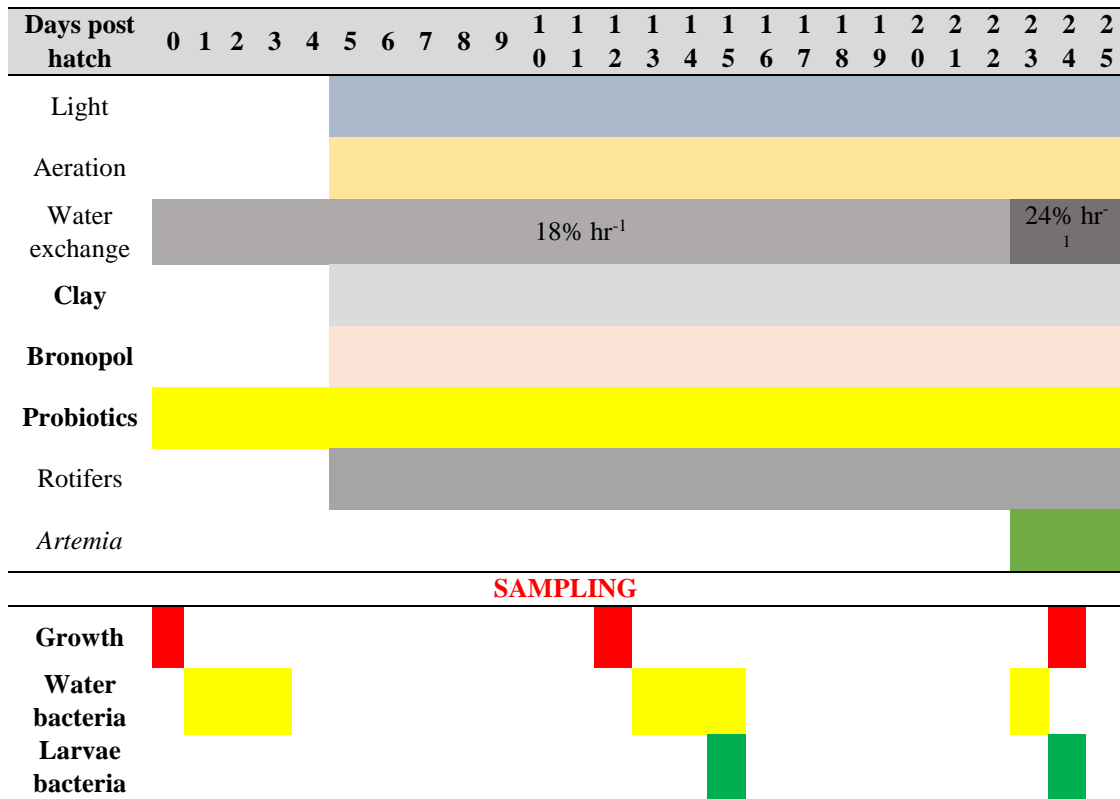 Days post
hatch
0 1 2 3 4 5 6 7 8 9 10 11 12 13 14 15 16 17 18 19 20 21 22 23 24 25
Light
Aeration
Water
exchange
18% hr-1
24% hr-
1
Clay
Bronopol
Probiotics
Rotifers
Artemia
SAMPLING
Growth
Water
bacteria
Larvae
bacteria